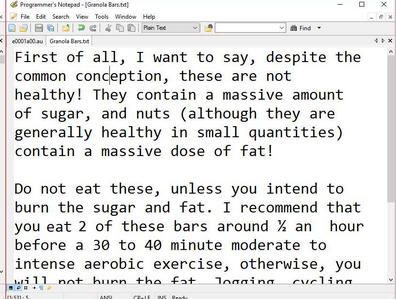 Programmer's Notepad - [Granola Bars.txt]
File Edit Search View Tools Window Help
Plain Text Find
e0001a00.au Granola Bars.txt
First of all, I want to say, despite the
common conception, these are not
healthy! They contain a massive amount
of sugar, and nuts (although they are
generally healthy in small quantities)
contain a massive dose of fat!
Do not eat these, unless you intend to
burn the sugar and fat. I recommend that
you eat 2 of these bars around ½ an hour
before a 30 to 40 minute moderate to
intense aerobic exercise, otherwise, you
will not burn the fat. Jogging, cycling
[1:53] : 5 ANSI CR+LF INS Ready